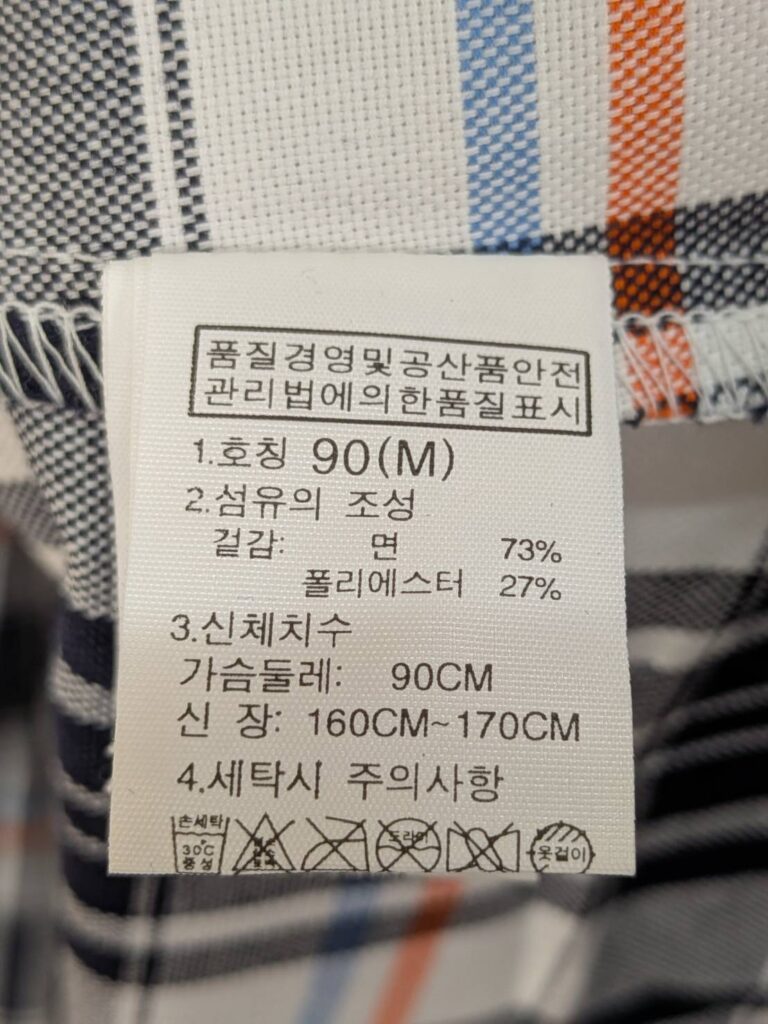 품질경영및공산품안전
관리법에의한품질표시
1.호칭 90(M)
2.섬유의 조성
겉감: 면 73%
폴리에스터 27%
3.신체치수
가슴둘레: 90CM
신 장: 160CM~170CM
4.세탁시 주의사항
손세탁 드라이
30°C 옷걸이
중성